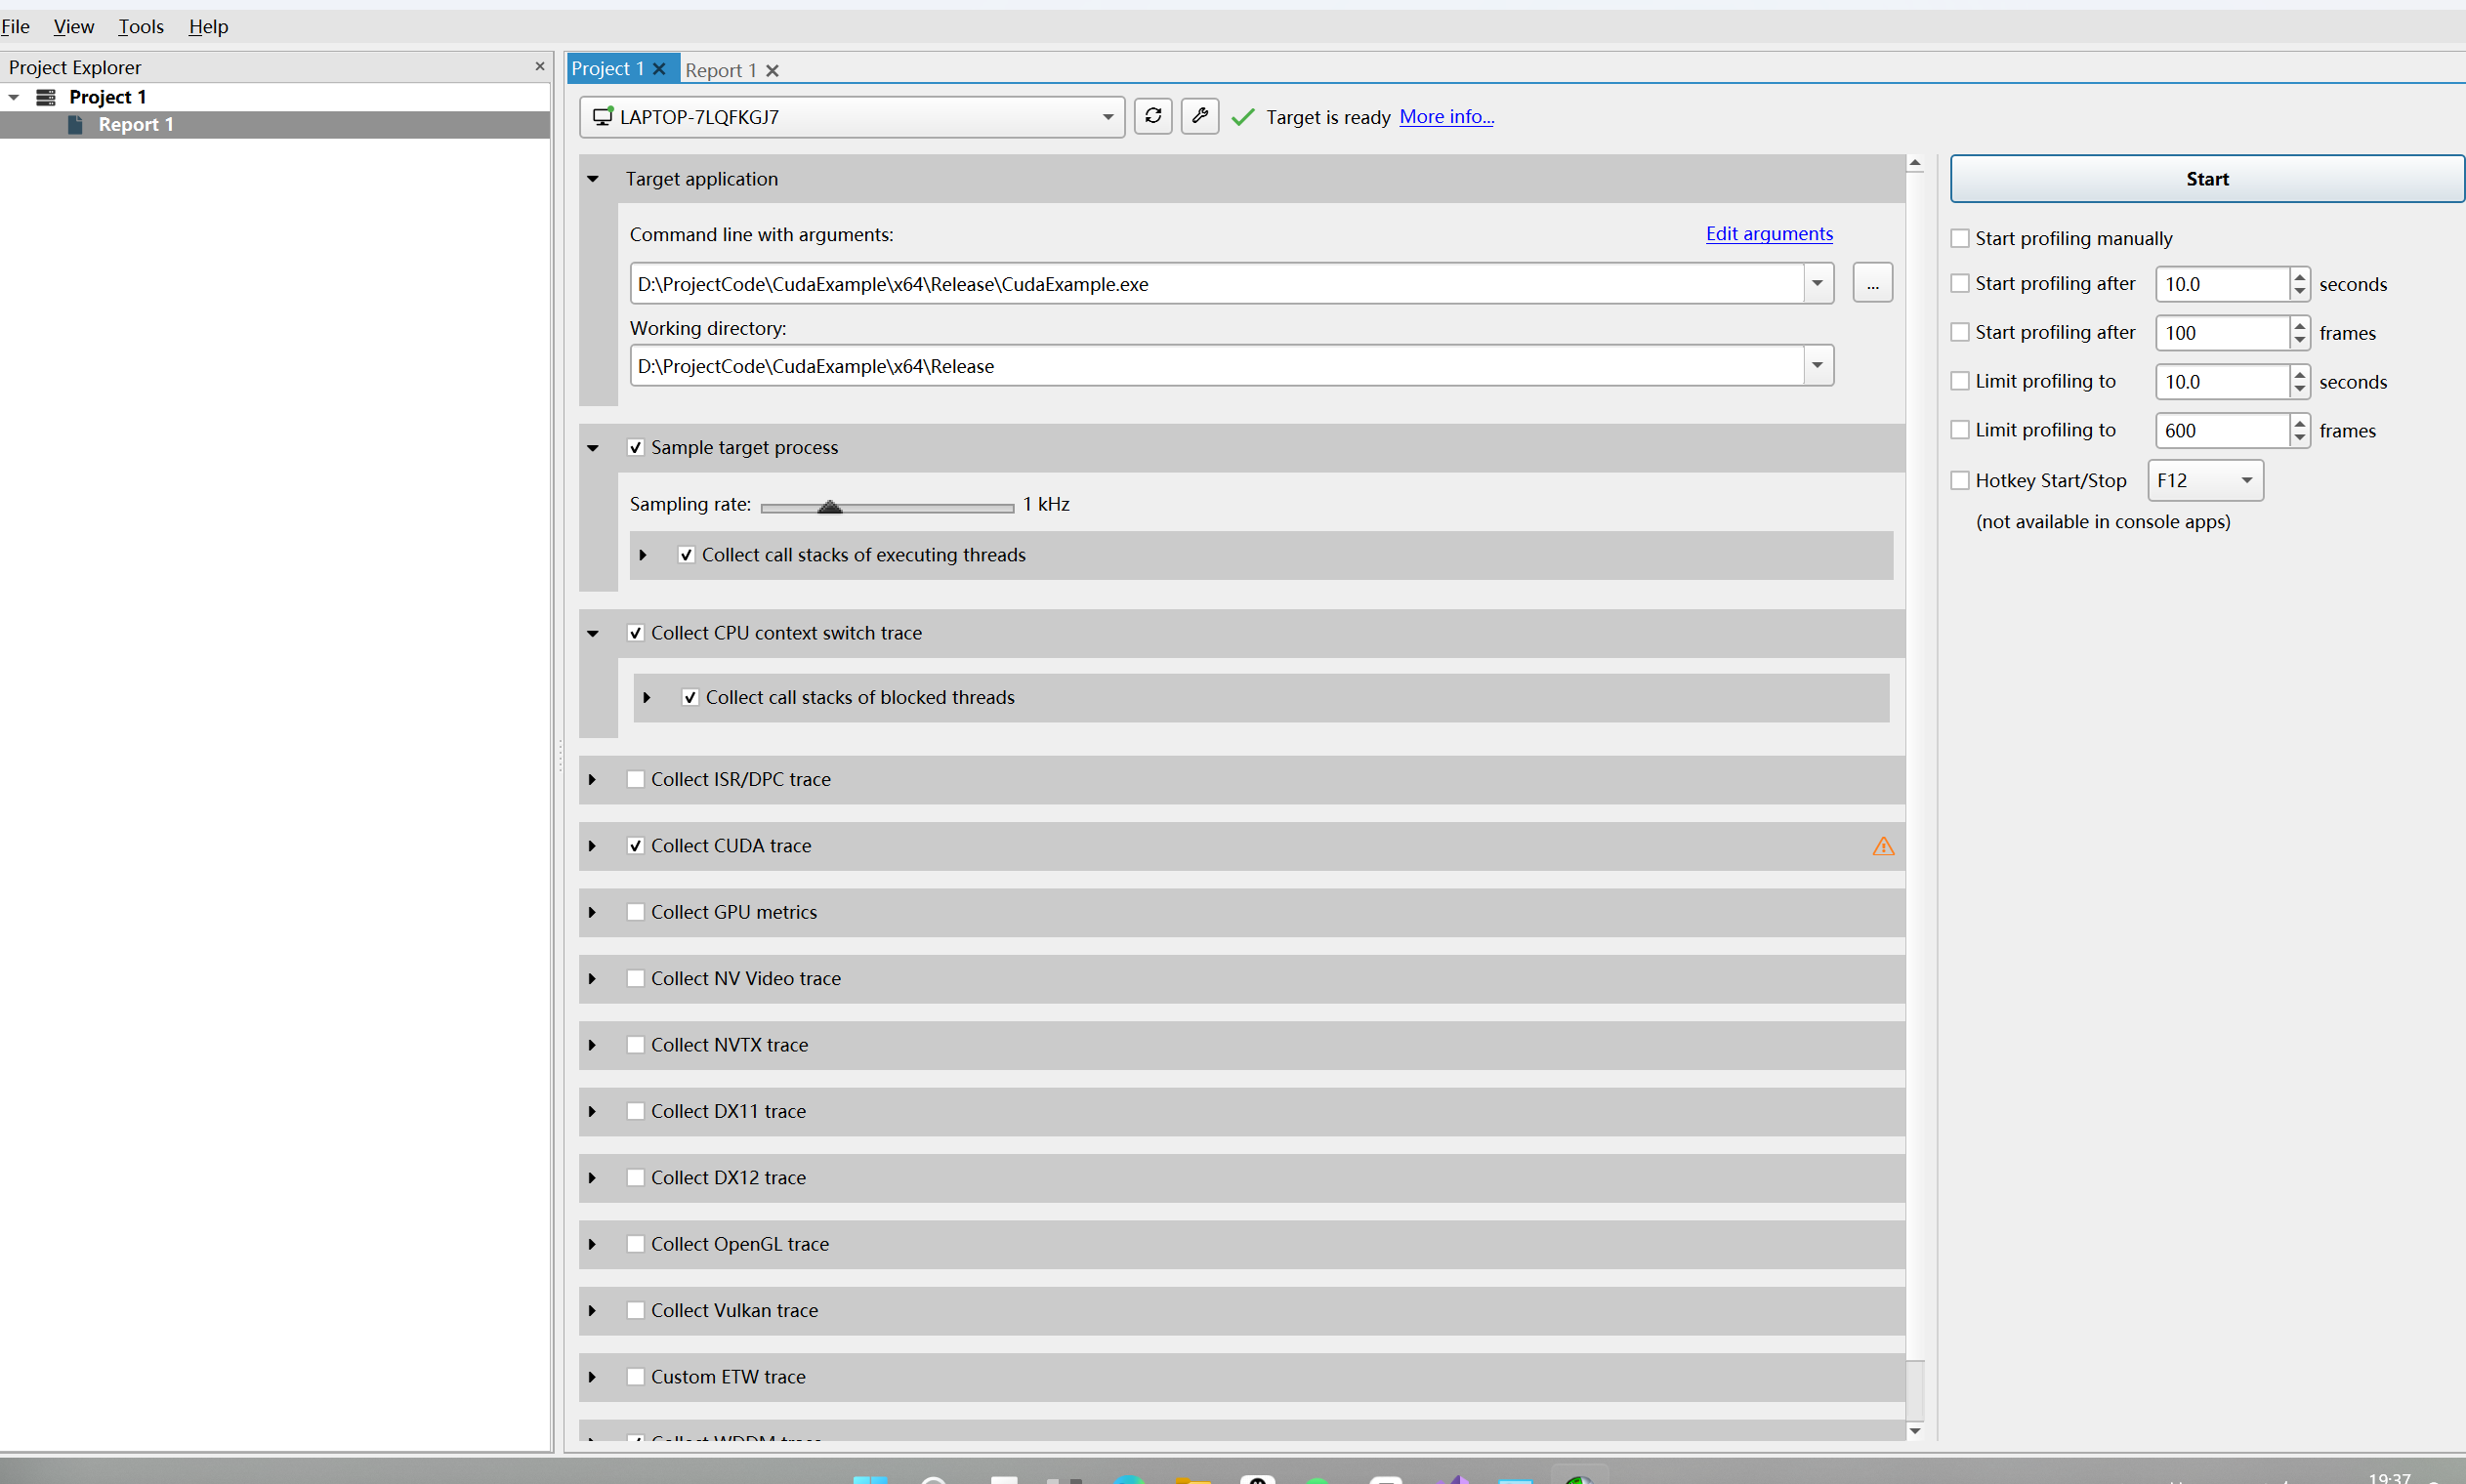 File View Tools Help
Project Explorer
Project 1
Report 1
Project 1 Report 1
LAPTOP-7LQFKGJ7
Target is ready More info...
Target application
Command line with arguments: Edit arguments
D:\ProjectCode\CudaExample\x64\Release\CudaExample.exe ...
Working directory:
D:\ProjectCode\CudaExample\x64\Release
Sample target process
Sampling rate: 1 kHz
Collect call stacks of executing threads
Collect CPU context switch trace
Collect call stacks of blocked threads
Collect ISR/DPC trace
Collect CUDA trace
Collect GPU metrics
Collect NV Video trace
Collect NVTX trace
Collect DX11 trace
Collect DX12 trace
Collect OpenGL trace
Collect Vulkan trace
Custom ETW trace
Collect WDDM trace
Start
Start profiling manually
Start profiling after 10.0 seconds
Start profiling after 100 frames
Limit profiling to 10.0 seconds
Limit profiling to 600 frames
Hotkey Start/Stop F12
(not available in console apps)
19:37